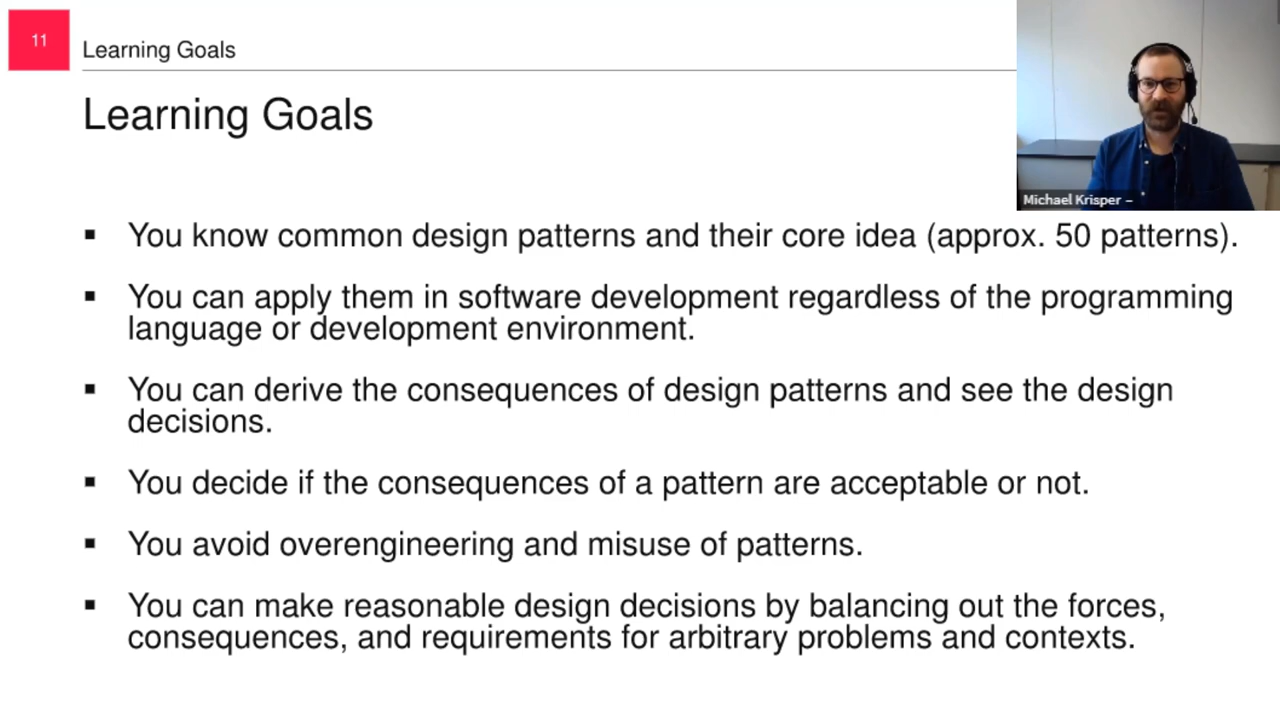 11
Learning Goals
Learning Goals
Michael Krisper –
▪ You know common design patterns and their core idea (approx. 50 patterns).
▪ You can apply them in software development regardless of the programming
language or development environment.
▪ You can derive the consequences of design patterns and see the design
decisions.
▪ You decide if the consequences of a pattern are acceptable or not.
▪ You avoid overengineering and misuse of patterns.
▪ You can make reasonable design decisions by balancing out the forces,
consequences, and requirements for arbitrary problems and contexts.